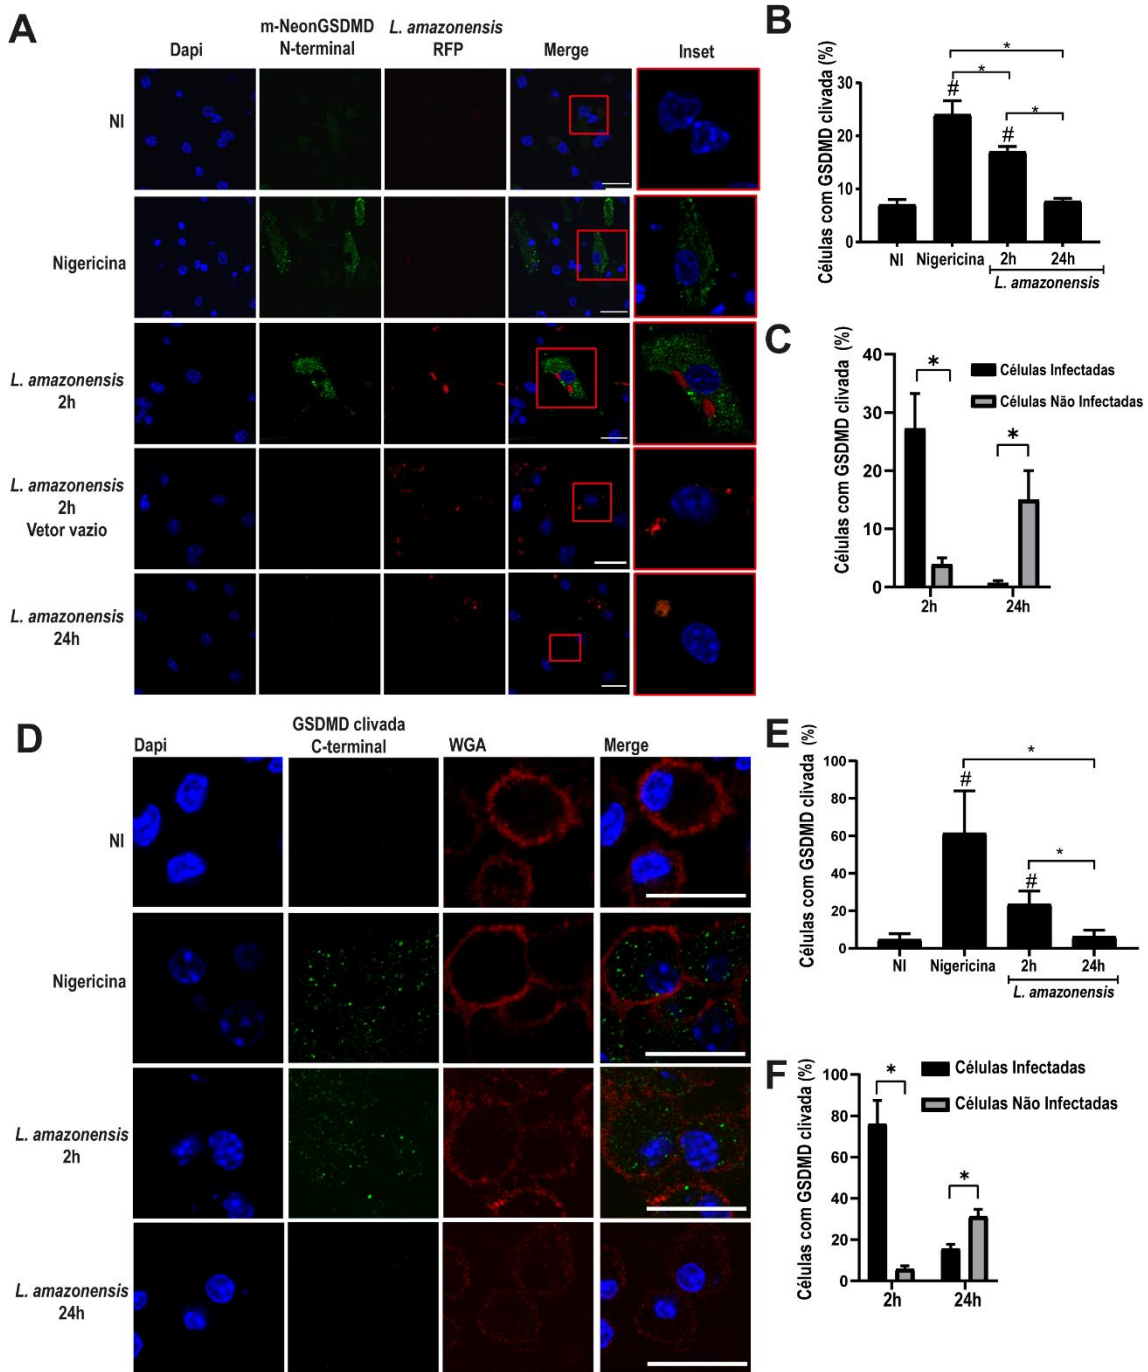 A
Dapi
m-NeonGSDMD
N-terminal
L. amazonensis
RFP
Merge
Inset
NI
Nigericina
L. amazonensis
2h
L. amazonensis
2h
Vetor vazio
L. amazonensis
24h
B
Células com GSDMD clivada (%)
30
20
10
0
#
#
*
*
*
NI
Nigericina
2h
24h
L. amazonensis
C
Células com GSDMD clivada (%)
40
30
20
10
0
*
*
Células Infectadas
Células Não Infectadas
2h
24h
D
Dapi
GSDMD clivada
C-terminal
WGA
Merge
NI
Nigericina
L. amazonensis
2h
L. amazonensis
24h
E
Células com GSDMD clivada (%)
100
80
60
40
20
0
#
#
*
*
NI
Nigericina
2h
24h
L. amazonensis
F
Células com GSDMD clivada (%)
100
80
60
40
20
0
*
*
Células Infectadas
Células Não Infectadas
2h
24h